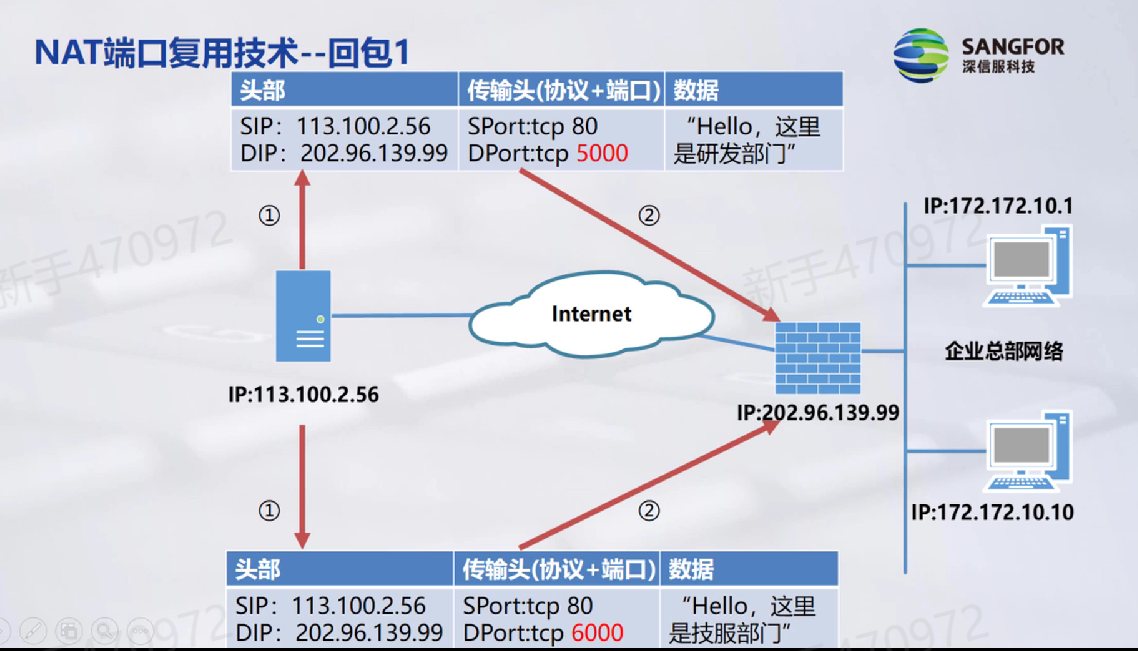 NAT端口复用技术--回包1
SANGFOR
深信服科技
头部 传输头(协议+端口) 数据
SIP：113.100.2.56 SPort:tcp 80 “Hello，这里
DIP：202.96.139.99 DPort:tcp 5000 是研发部门”
① ②
IP:172.172.10.1
新手470972
新手470972
Internet
企业总部网络
IP:113.100.2.56
IP:202.96.139.99
① ②
IP:172.172.10.10
头部 传输头(协议+端口) 数据
SIP：113.100.2.56 SPort:tcp 80 “Hello，这里
DIP：202.96.139.99 DPort:tcp 6000 是技服部门”